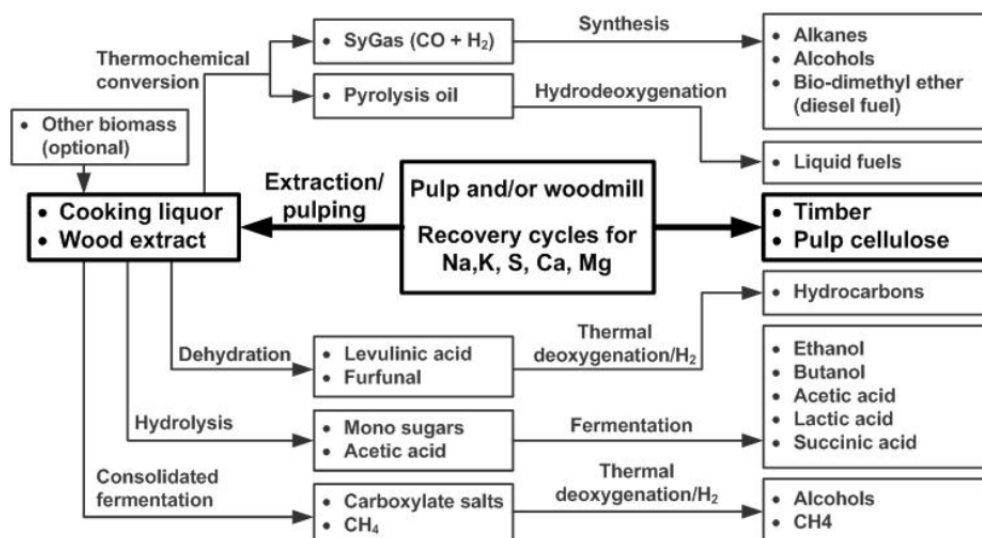 Thermochemical
conversion
• SyGas (CO + H₂)
• Pyrolysis oil
Synthesis
Hydrodeoxygenation
• Alkanes
• Alcohols
• Bio-dimethyl ether
(diesel fuel)
• Liquid fuels
• Other biomass
(optional)
• Cooking liquor
• Wood extract
Extraction/
pulping
Pulp and/or woodmill
Recovery cycles for
Na,K, S, Ca, Mg
• Timber
• Pulp cellulose
Dehydration
• Levulinic acid
• Furfunal
Thermal
deoxygenation/H₂
• Hydrocarbons
Hydrolysis
• Mono sugars
• Acetic acid
Fermentation
• Ethanol
• Butanol
• Acetic acid
• Lactic acid
• Succinic acid
Consolidated
fermentation
• Carboxylate salts
• CH₄
Thermal
deoxygenation/H₂
• Alcohols
• CH4